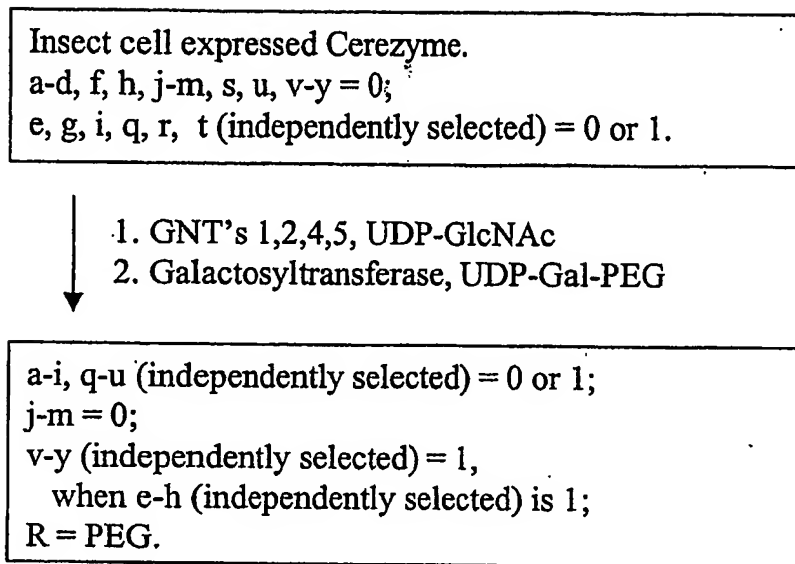 Insect cell expressed Cerezyme.
a-d, f, h, j-m, s, u, v-y = 0;
e, g, i, q, r, t (independently selected) = 0 or 1.
1. GNT's 1,2,4,5, UDP-GlcNAc
2. Galactosyltransferase, UDP-Gal-PEG
a-i, q-u (independently selected) = 0 or 1;
j-m = 0;
v-y (independently selected) = 1,
when e-h (independently selected) is 1;
R = PEG.